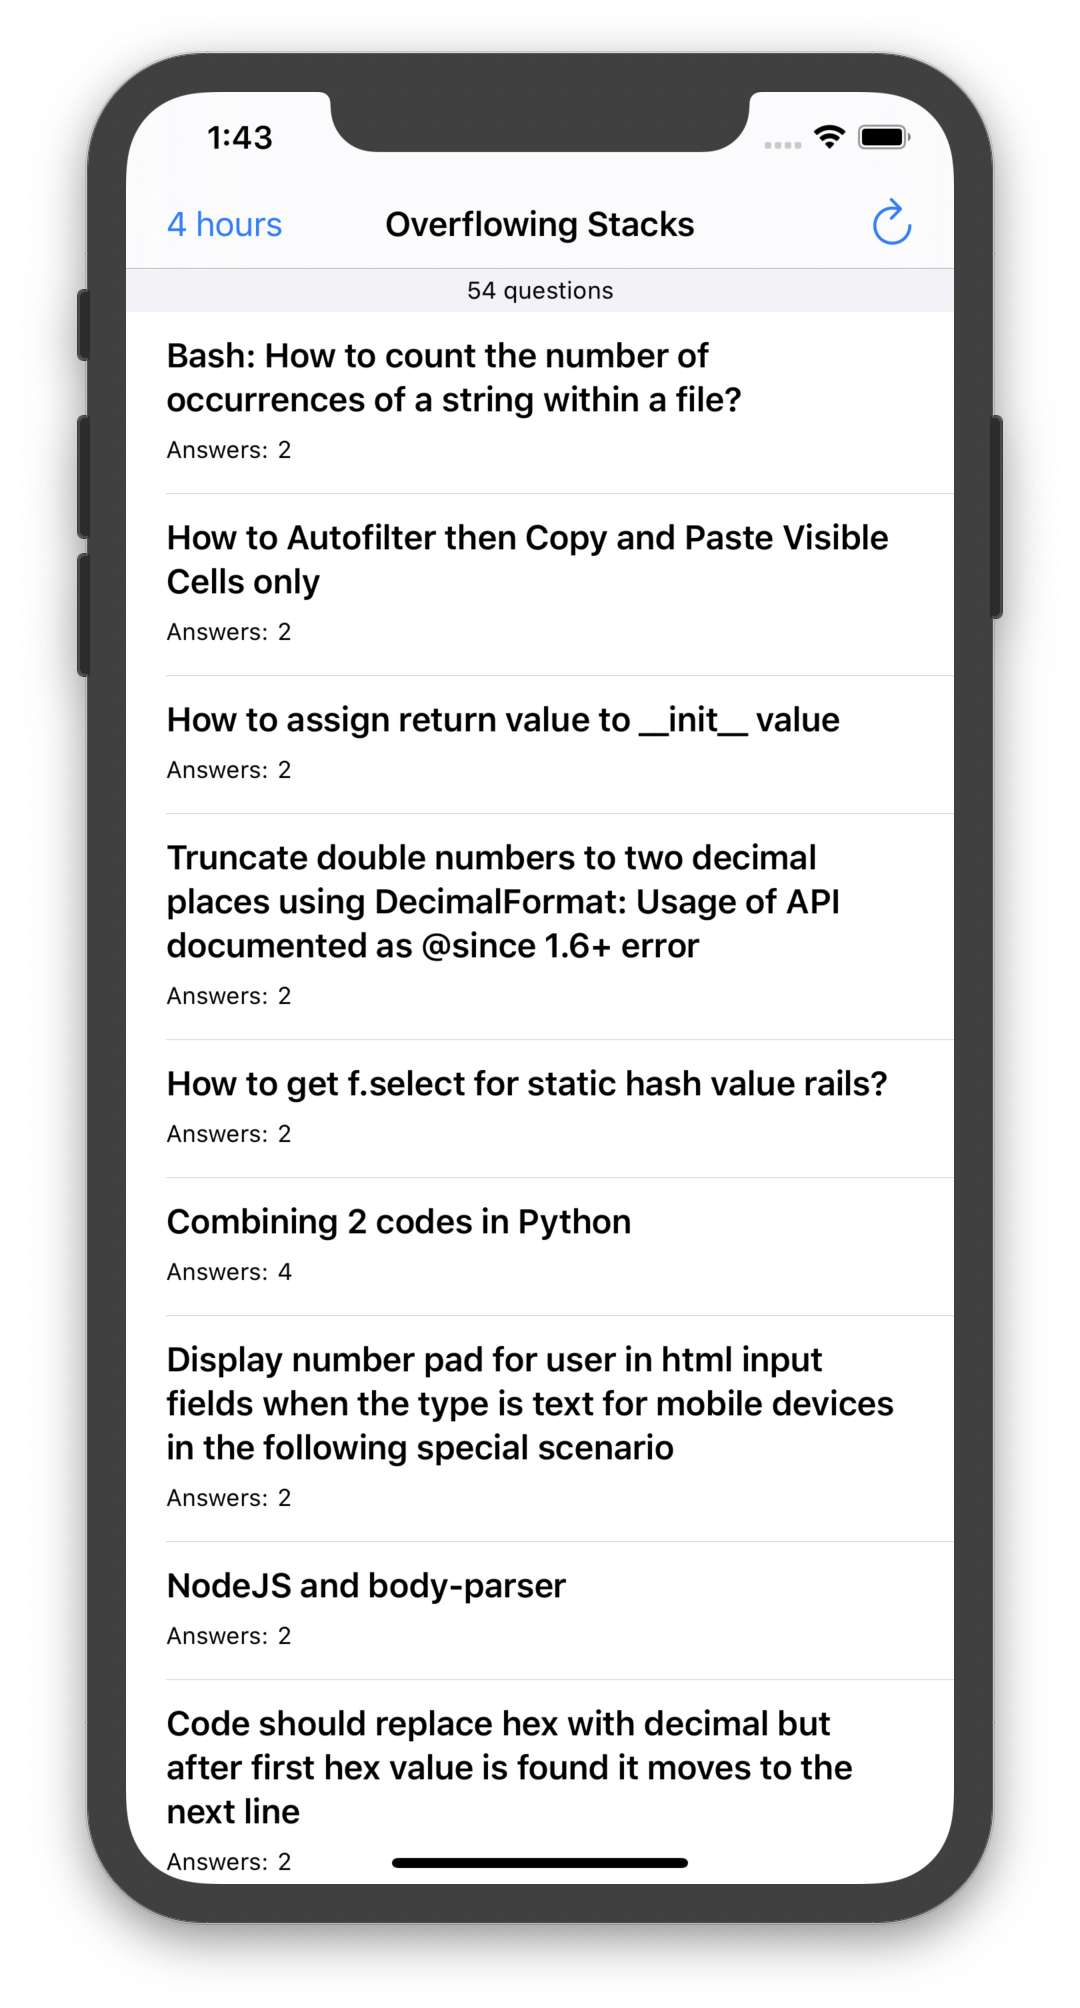 1:43
4 hours Overflowing Stacks
54 questions
Bash: How to count the number of
occurrences of a string within a file?
Answers: 2
How to Autofilter then Copy and Paste Visible
Cells only
Answers: 2
How to assign return value to __init__ value
Answers: 2
Truncate double numbers to two decimal
places using DecimalFormat: Usage of API
documented as @since 1.6+ error
Answers: 2
How to get f.select for static hash value rails?
Answers: 2
Combining 2 codes in Python
Answers: 4
Display number pad for user in html input
fields when the type is text for mobile devices
in the following special scenario
Answers: 2
NodeJS and body-parser
Answers: 2
Code should replace hex with decimal but
after first hex value is found it moves to the
next line
Answers: 2